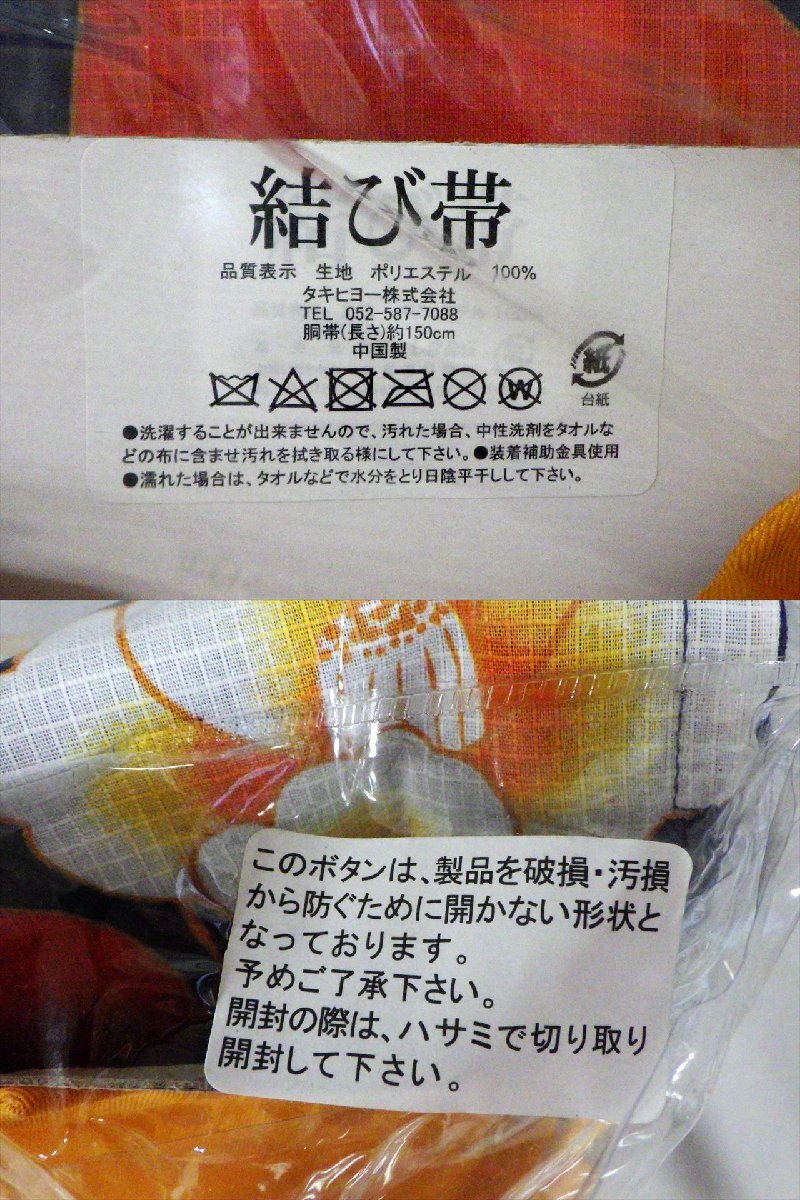 結び帯
品質表示 生地 ポリエステル 100%
タキヒヨー株式会社
TEL 052-587-7088
胴帯(長さ)約150cm
中国製
W
紙
台紙
●洗濯することが出来ませんので、汚れた場合、中性洗剤をタオルな
どの布に含ませ汚れを拭き取る様にして下さい。●装着補助金具使用
●濡れた場合は、タオルなどで水分をとり日陰平干しして下さい。
このボタンは、製品を破損・汚損
から防ぐために開かない形状と
なっております。
予めご了承下さい。
開封の際は、ハサミで切り取り
開封して下さい。